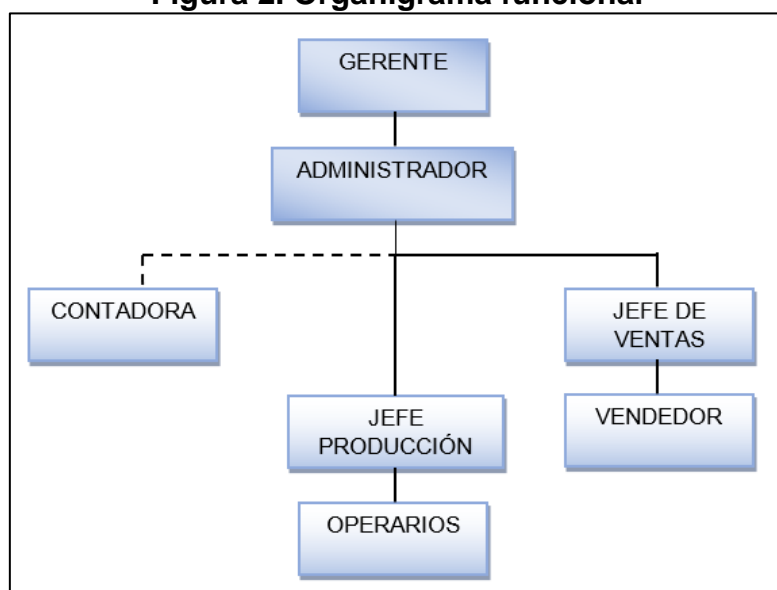 Figura 2. Organigrama funcional
GERENTE
ADMINISTRADOR
CONTADORA
JEFE DE
VENTAS
JEFE
PRODUCCIÓN
VENDEDOR
OPERARIOS